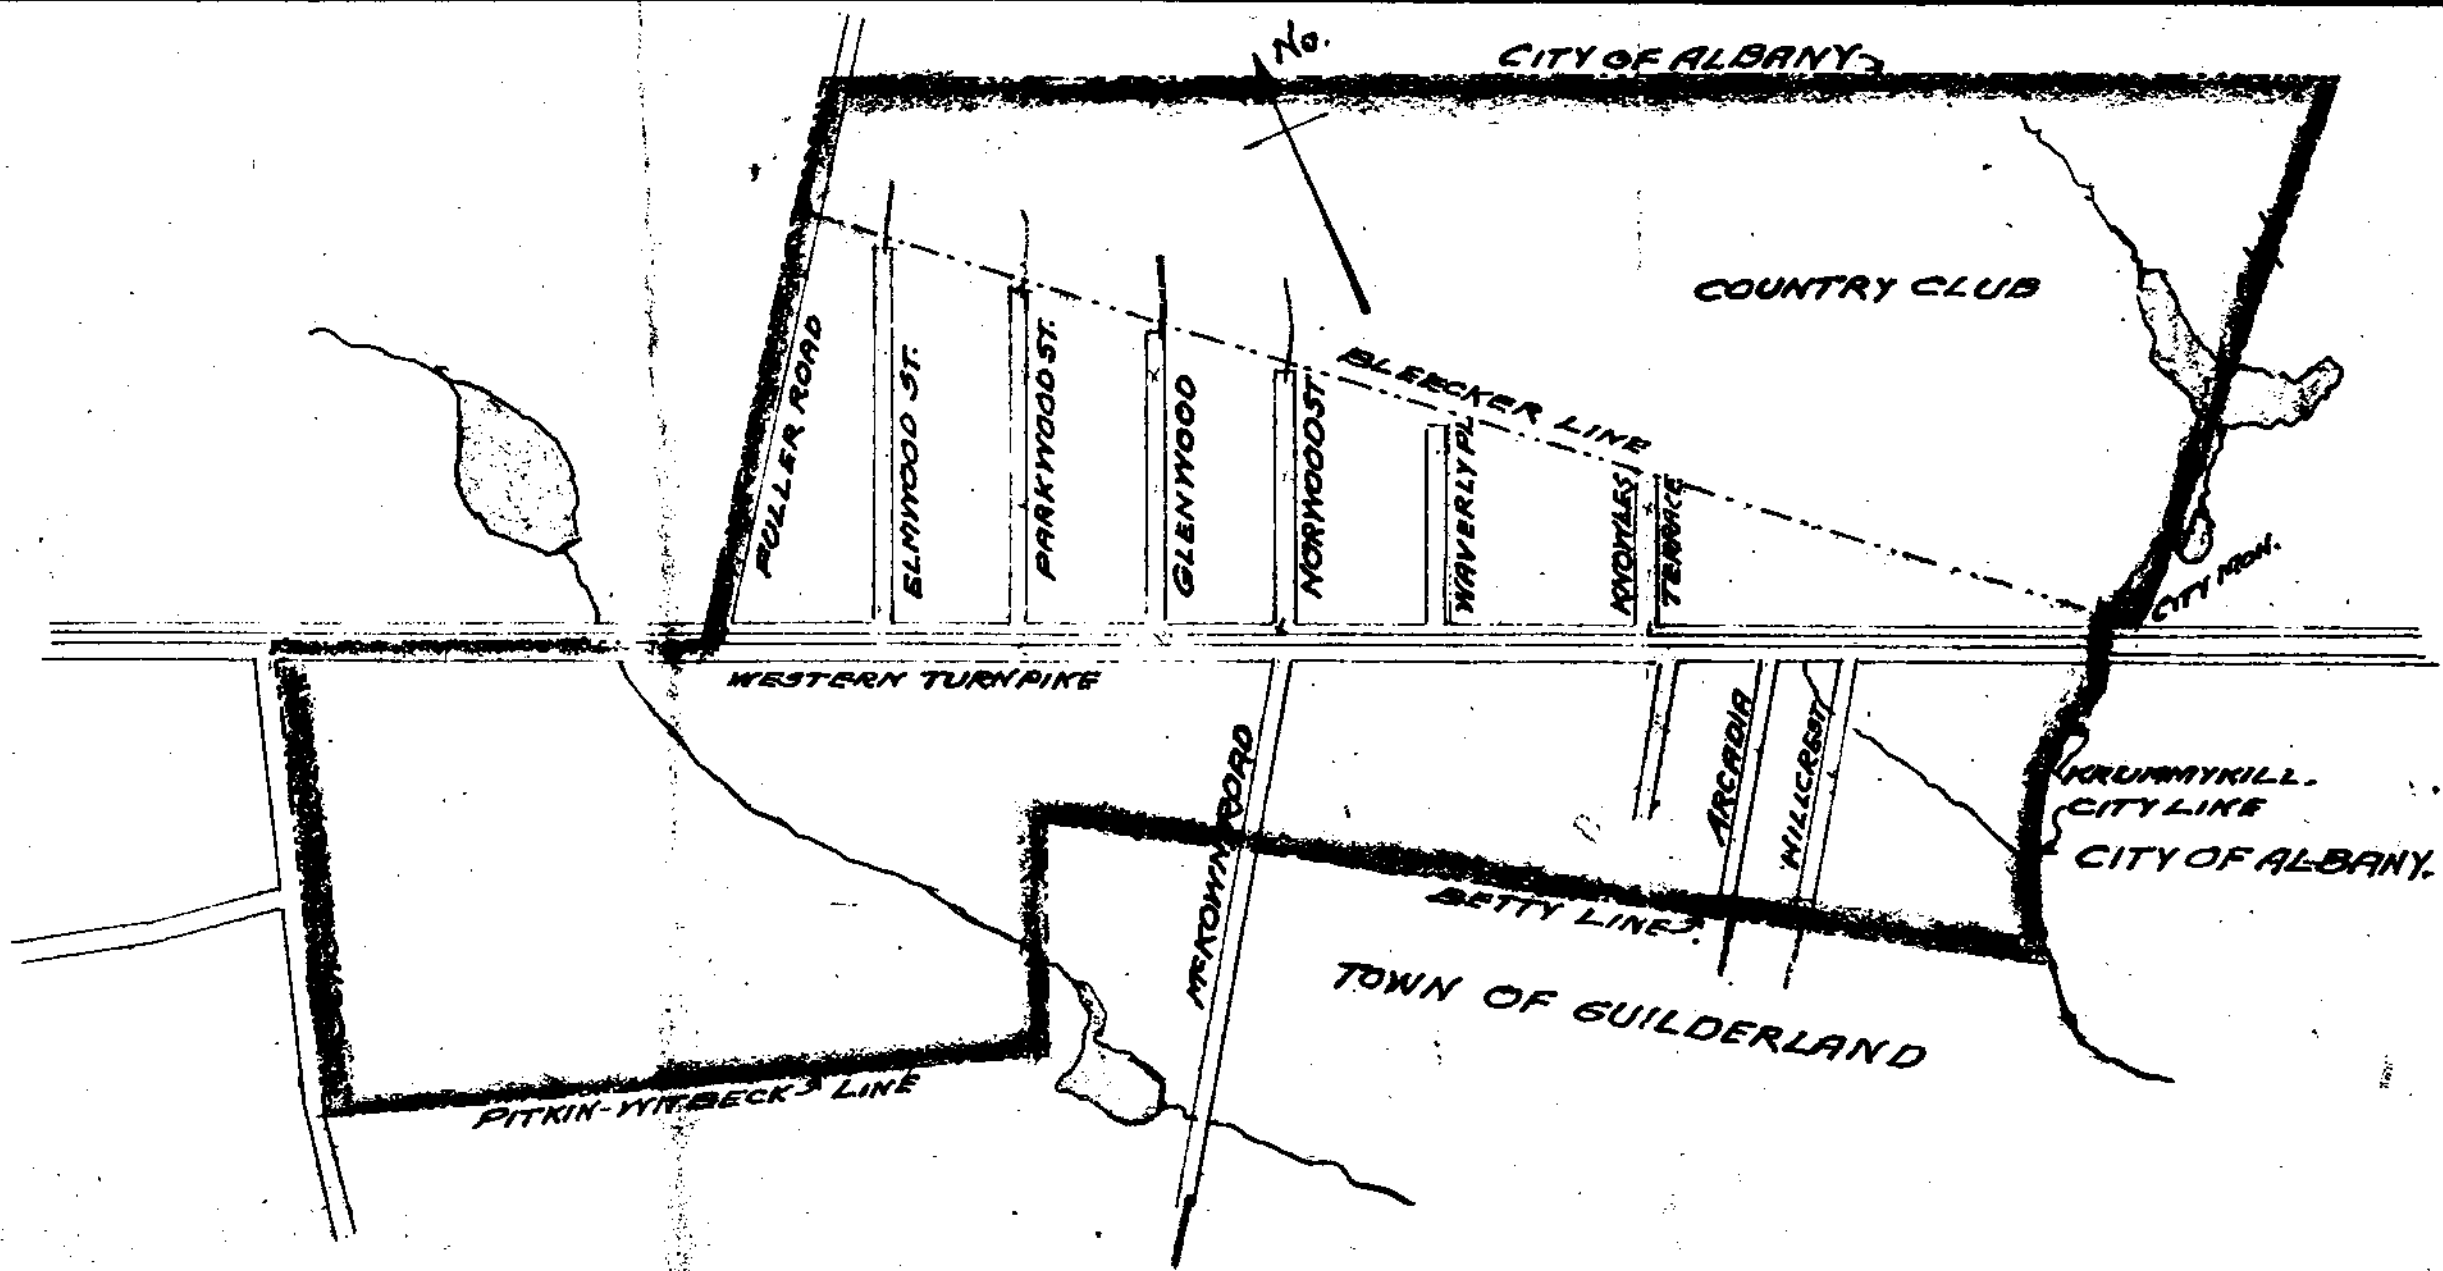 No.
CITY OF ALBANY
COUNTRY CLUB
BLEECKER LINE
FULLER ROAD
ELMWOOD ST.
PARKWOOD ST.
GLENWOOD
NORWOOD ST
WAVERLY PL
KNOWLES
TERRACE
CITY MON.
WESTERN TURNPIKE
McKOWN ROAD
ARCADIA
HILLCREST
KRUMMYKILL.
CITY LINE
CITY OF ALBANY.
BETTY LINE
TOWN OF GUILDERLAND
PITKIN-WITBECK LINE